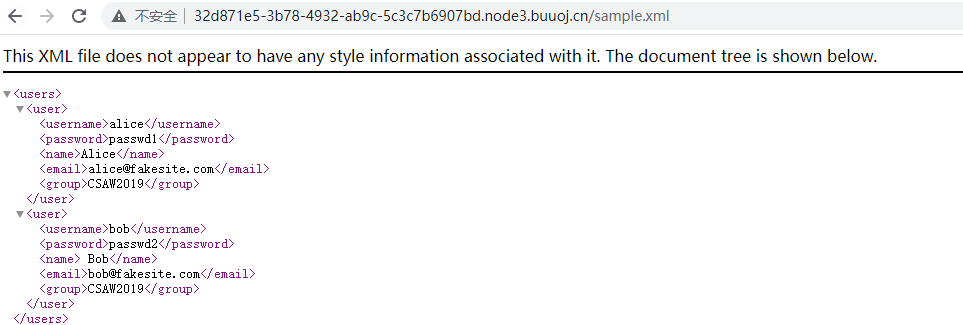 不安全 | 32d871e5-3b78-4932-ab9c-5c3c7b6907bd.node3.buuoj.cn/sample.xml
This XML file does not appear to have any style information associated with it. The document tree is shown below.
▼<users>
▼<user>
<username>alice</username>
<password>passwd1</password>
<name>Alice</name>
<email>alice@fakesite.com</email>
<group>CSAW2019</group>
</user>
▼<user>
<username>bob</username>
<password>passwd2</password>
<name> Bob</name>
<email>bob@fakesite.com</email>
<group>CSAW2019</group>
</user>
</users>